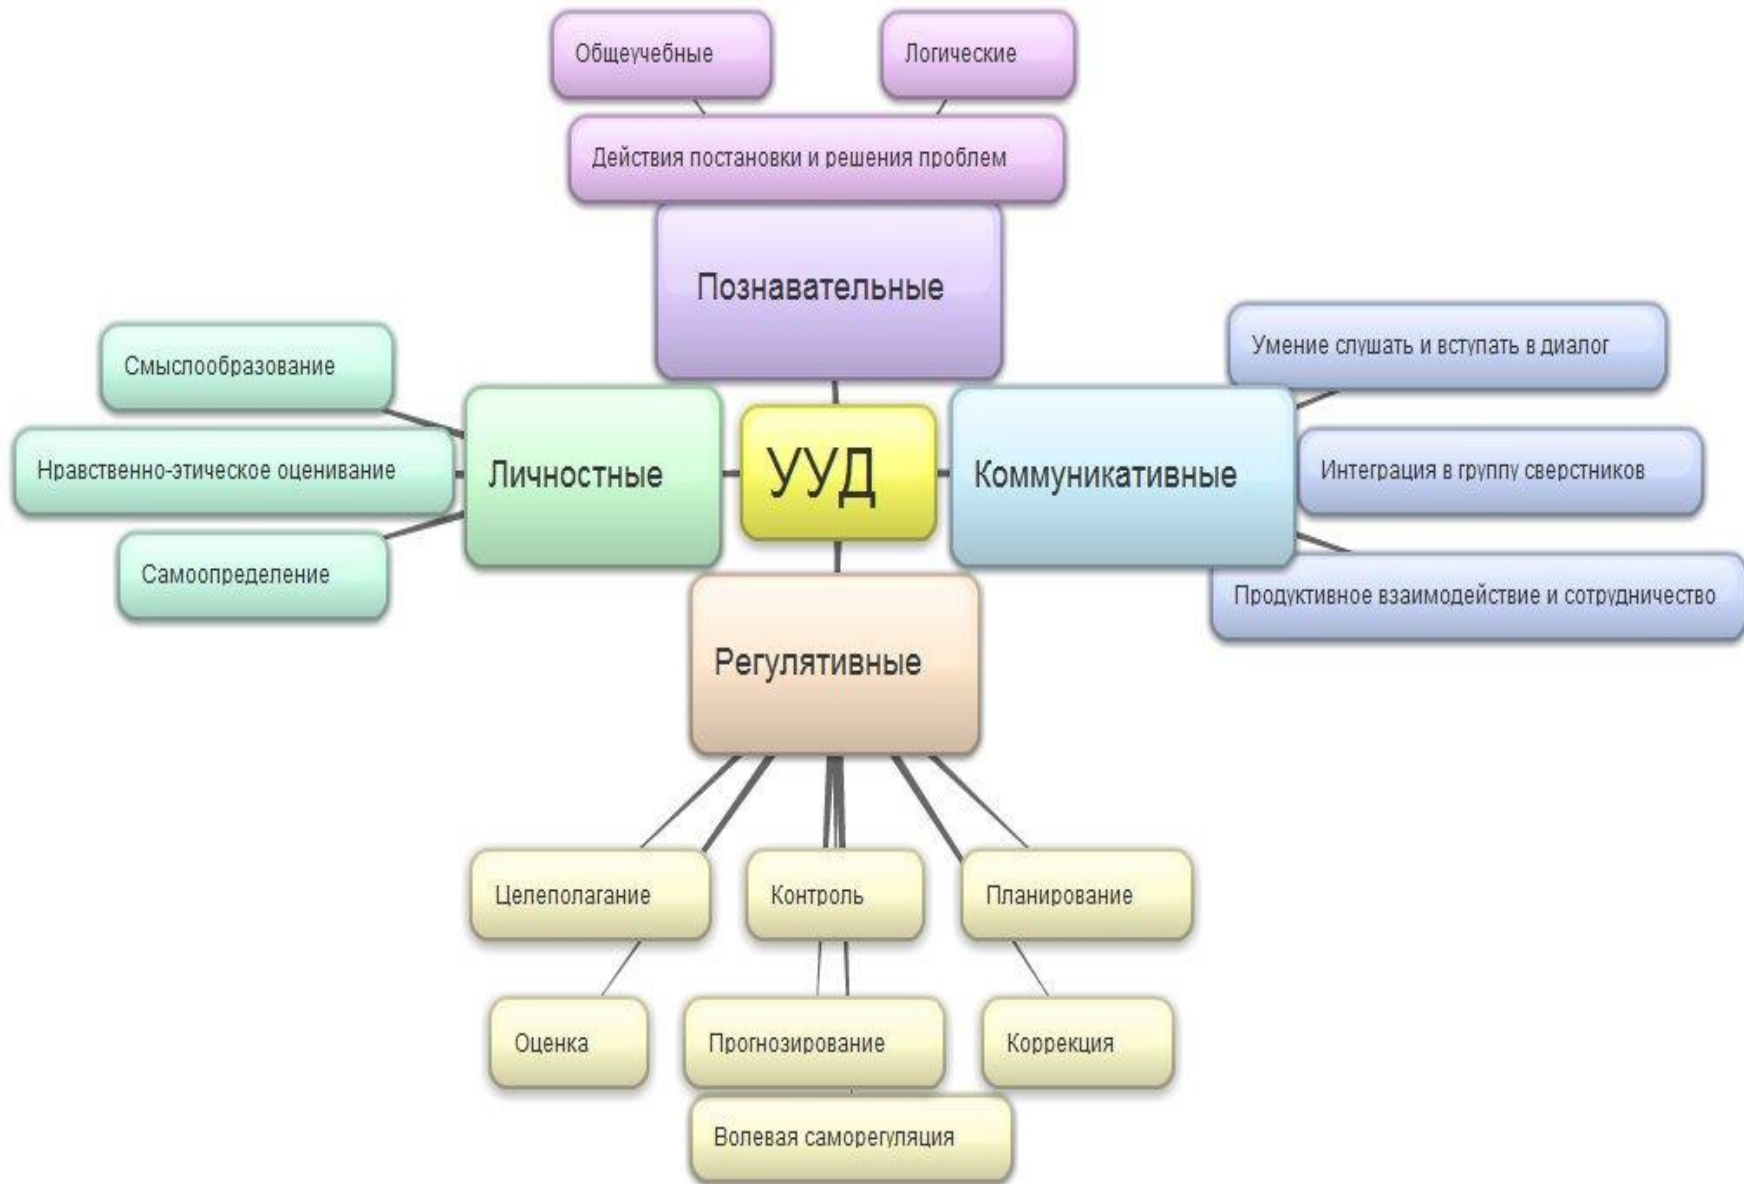 Общеучебные
Логические
Действия постановки и решения проблем
Познавательные
Смыслообразование
Умение слушать и вступать в диалог
Нравственно-этическое оценивание
Личностные
УУД
Коммуникативные
Интеграция в группу сверстников
Самоопределение
Продуктивное взаимодействие и сотрудничество
Регулятивные
Целеполагание
Контроль
Планирование
Оценка
Прогнозирование
Коррекция
Волевая саморегуляция